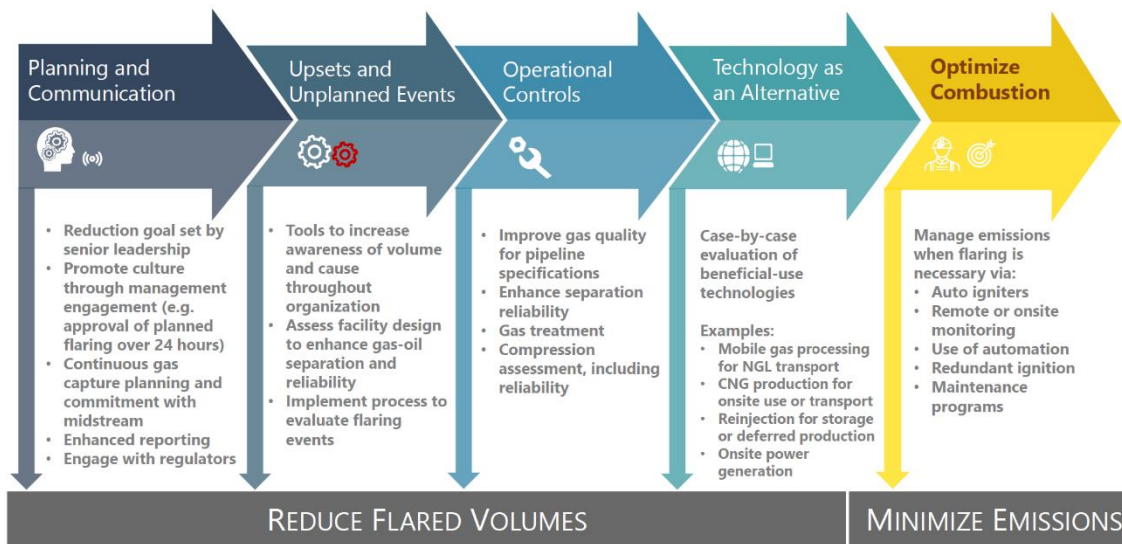 Planning and
Communication
Upsets and
Unplanned Events
Operational
Controls
Technology as
an Alternative
Optimize
Combustion
• Reduction goal set by
senior leadership
• Promote culture
through management
engagement (e.g.
approval of planned
flaring over 24 hours)
• Continuous gas
capture planning and
commitment with
midstream
• Enhanced reporting
• Engage with regulators
• Tools to increase
awareness of volume
and cause
throughout
organization
• Assess facility design
to enhance gas-oil
separation and
reliability
• Implement process to
evaluate flaring
events
• Improve gas quality
for pipeline
specifications
• Enhance separation
reliability
• Gas treatment
• Compression
assessment, including
reliability
Case-by-case
evaluation of
beneficial-use
technologies
Examples:
• Mobile gas processing
for NGL transport
• CNG production for
onsite use or transport
• Reinjection for storage
or deferred production
• Onsite power
generation
Manage emissions
when flaring is
necessary via:
• Auto igniters
• Remote or onsite
monitoring
• Use of automation
• Redundant ignition
• Maintenance
programs
REDUCE FLARED VOLUMES
MINIMIZE EMISSIONS